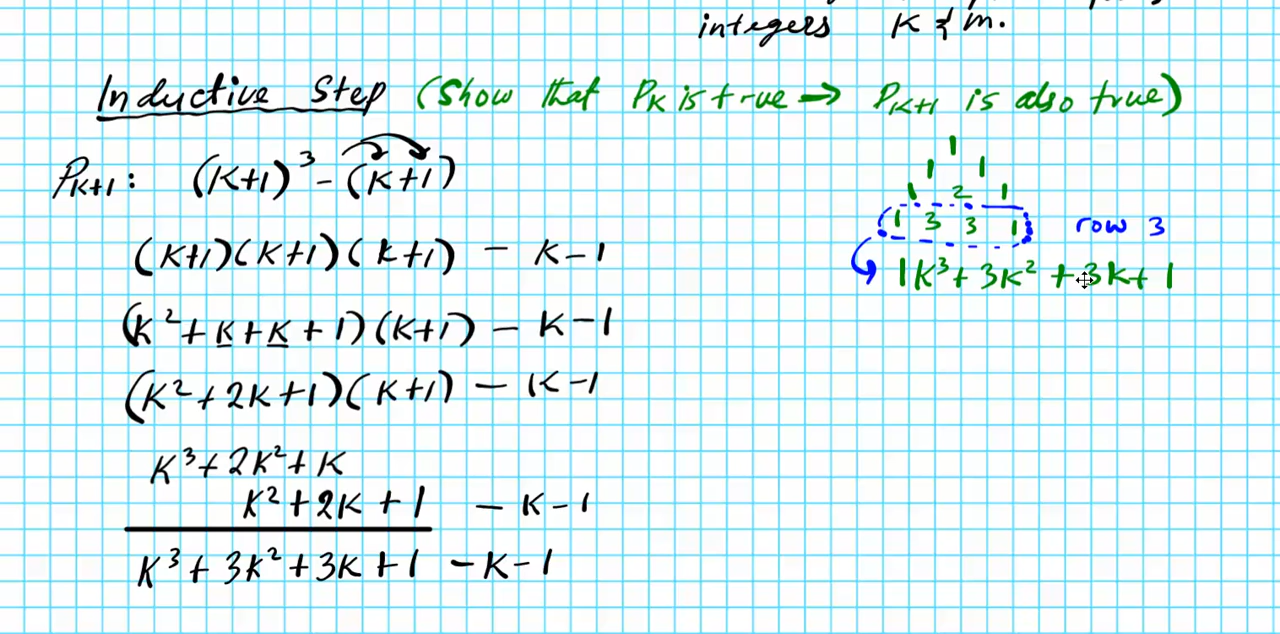 integers K & m.
Inductive Step (Show that PK is true → PK+1 is also true)
PK+1: (K+1)³ - (K+1)
(K+1)(K+1)(K+1) - K-1
(K²+K+K+1)(K+1) - K-1
(K²+2K+1)(K+1) - K-1
K³+2K²+K
K²+2K+1 - K-1
K³+3K²+3K+1 -K-1
1
1 1
1 2 1
1 3 3 1 row 3
1K³+3K²+3K+1